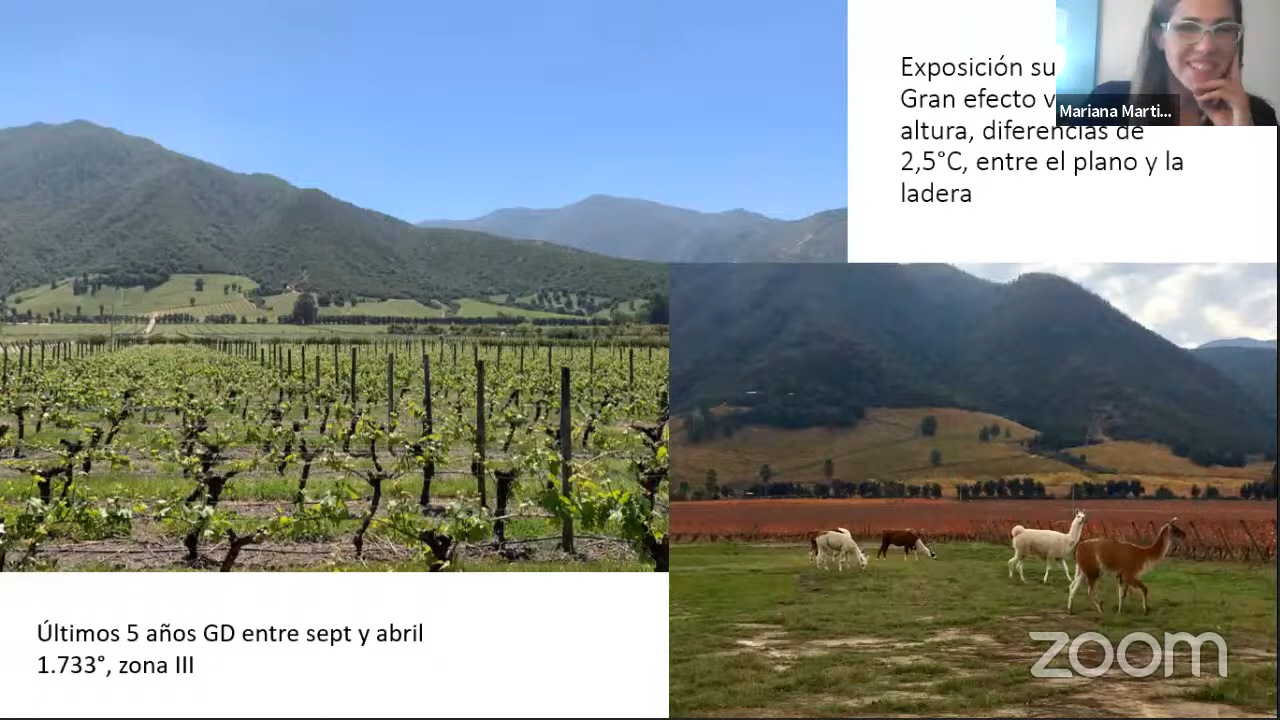 Exposición su
Gran efecto v
altura, diferencias de
2,5°C, entre el plano y la
ladera
Mariana Marti...
Últimos 5 años GD entre sept y abril
1.733°, zona III
zoom